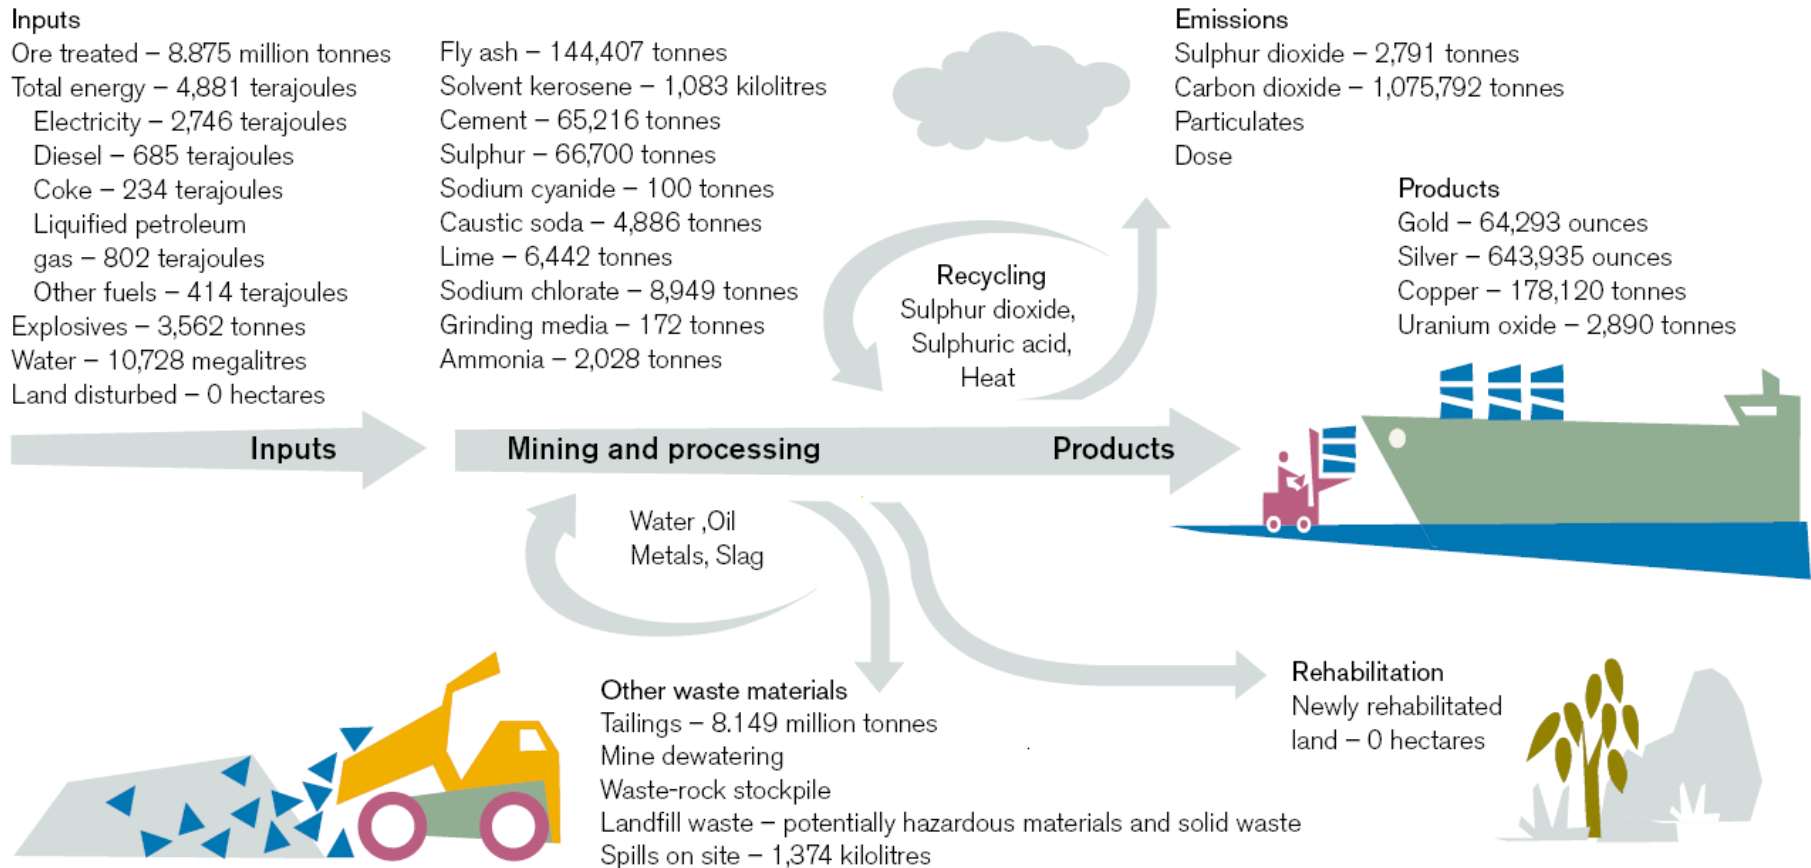 Inputs
Ore treated – 8.875 million tonnes
Total energy – 4,881 terajoules
Electricity – 2,746 terajoules
Diesel – 685 terajoules
Coke – 234 terajoules
Liquified petroleum
gas – 802 terajoules
Other fuels – 414 terajoules
Explosives – 3,562 tonnes
Water – 10,728 megalitres
Land disturbed – 0 hectares
Fly ash – 144,407 tonnes
Solvent kerosene – 1,083 kilolitres
Cement – 65,216 tonnes
Sulphur – 66,700 tonnes
Sodium cyanide – 100 tonnes
Caustic soda – 4,886 tonnes
Lime – 6,442 tonnes
Sodium chlorate – 8,949 tonnes
Grinding media – 172 tonnes
Ammonia – 2,028 tonnes
Emissions
Sulphur dioxide – 2,791 tonnes
Carbon dioxide – 1,075,792 tonnes
Particulates
Dose
Products
Gold – 64,293 ounces
Silver – 643,935 ounces
Copper – 178,120 tonnes
Uranium oxide – 2,890 tonnes
Recycling
Sulphur dioxide,
Sulphuric acid,
Heat
Inputs
Mining and processing
Products
Water ,Oil
Metals, Slag
Other waste materials
Tailings – 8.149 million tonnes
Mine dewatering
Waste-rock stockpile
Landfill waste – potentially hazardous materials and solid waste
Spills on site – 1,374 kilolitres
Rehabilitation
Newly rehabilitated
land – 0 hectares